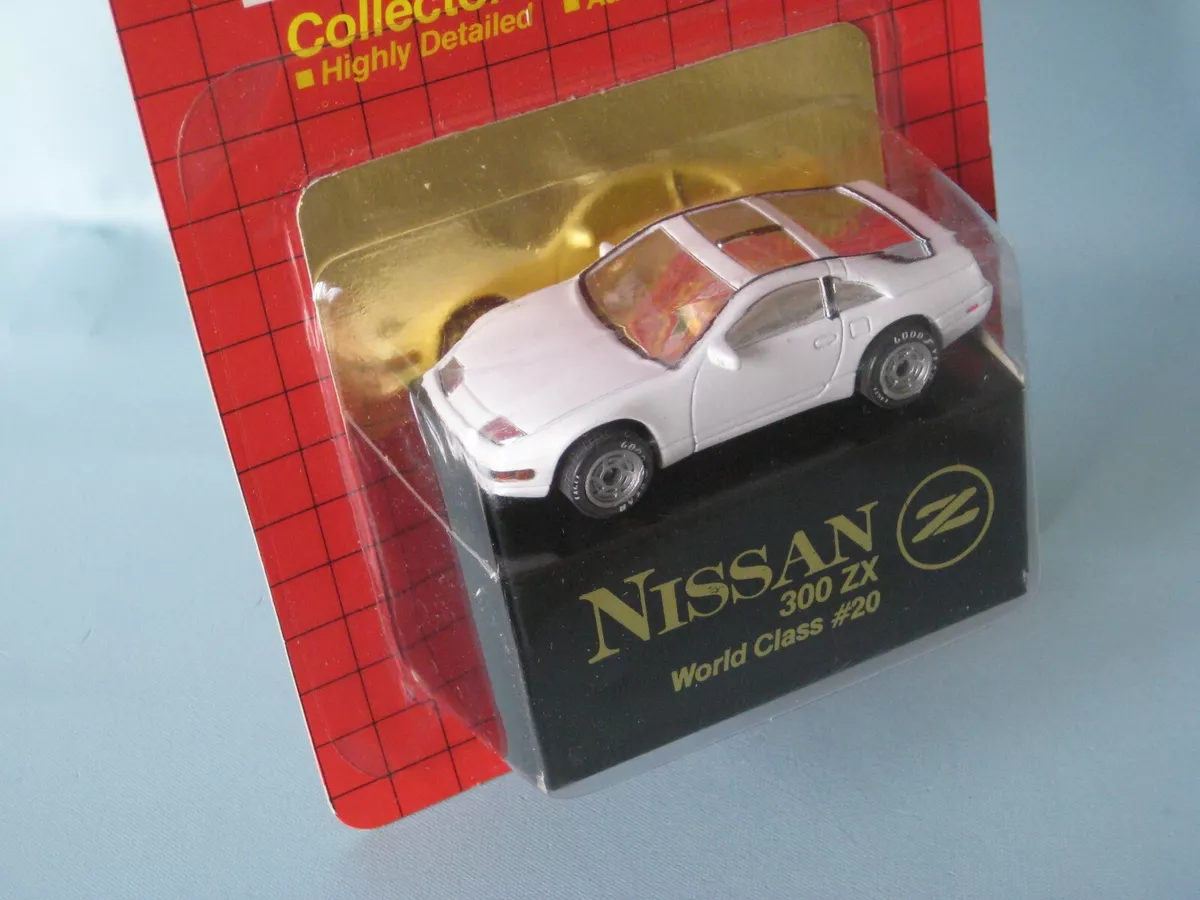 Collector
■ Highly Detailed
NISSAN
300 ZX
World Class #20
Z